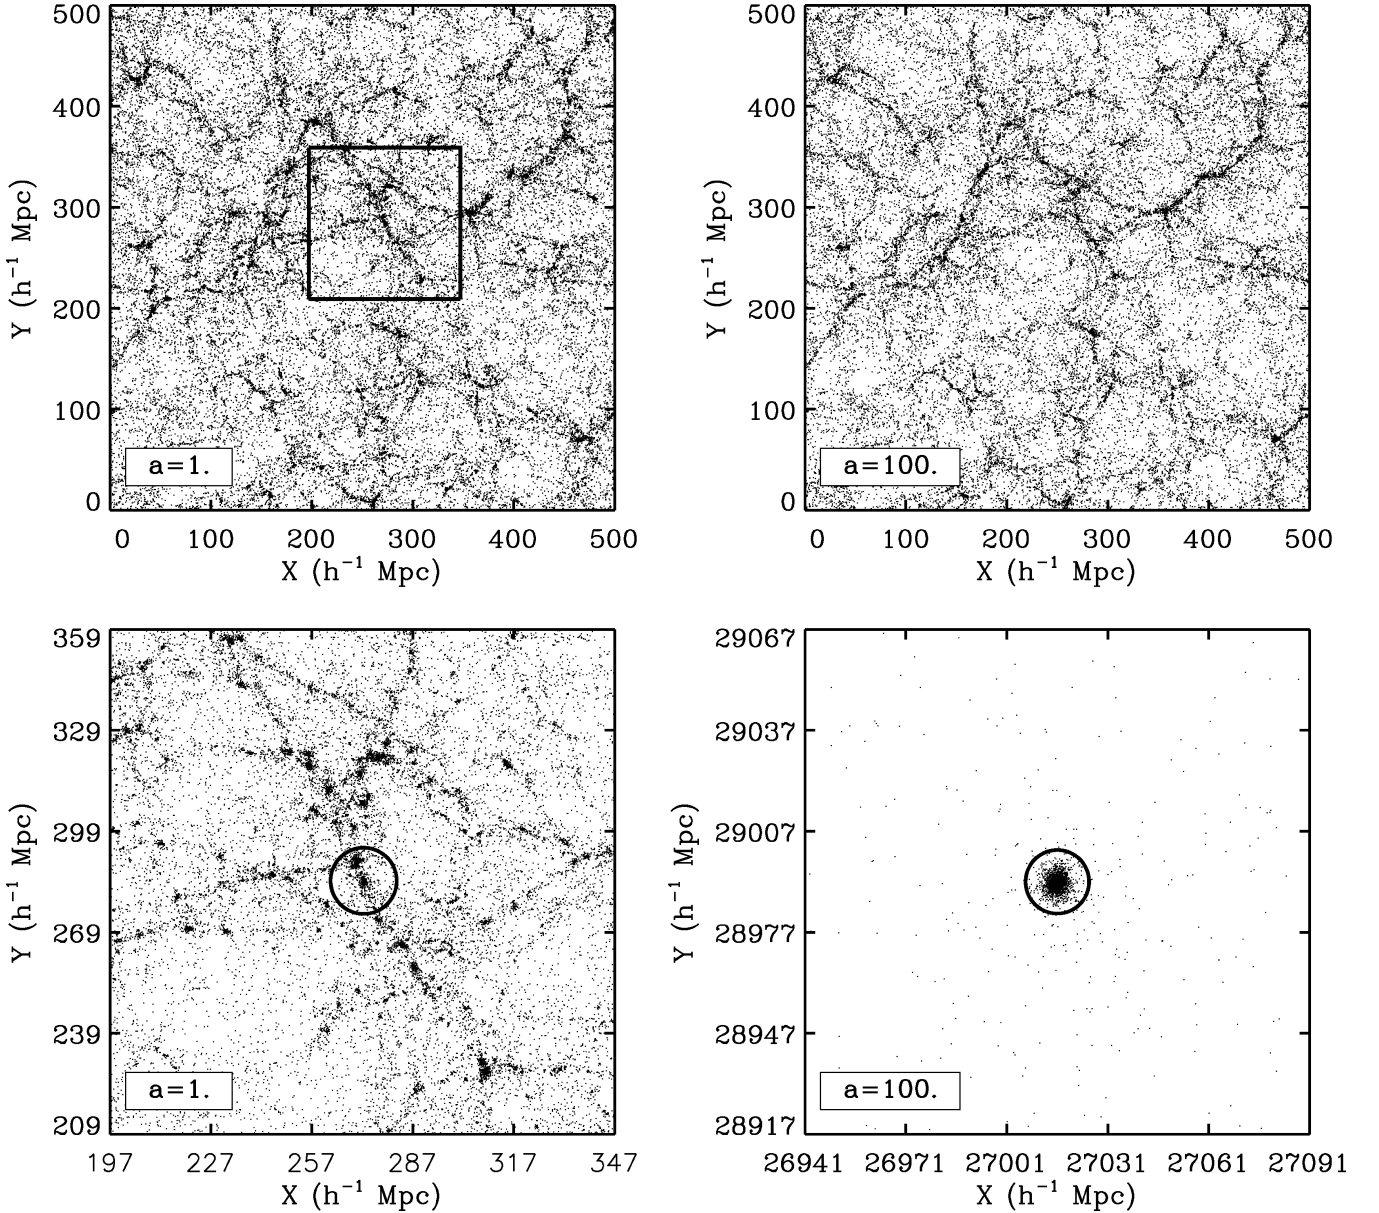 500
400
300
200
100
0
Y (h⁻¹ Mpc)
a=1.
0 100 200 300 400 500
X (h⁻¹ Mpc)
500
400
300
200
100
0
Y (h⁻¹ Mpc)
a=100.
0 100 200 300 400 500
X (h⁻¹ Mpc)
359
329
299
269
239
209
Y (h⁻¹ Mpc)
a=1.
197 227 257 287 317 347
X (h⁻¹ Mpc)
29067
29037
29007
28977
28947
28917
Y (h⁻¹ Mpc)
a=100.
26941 26971 27001 27031 27061 27091
X (h⁻¹ Mpc)